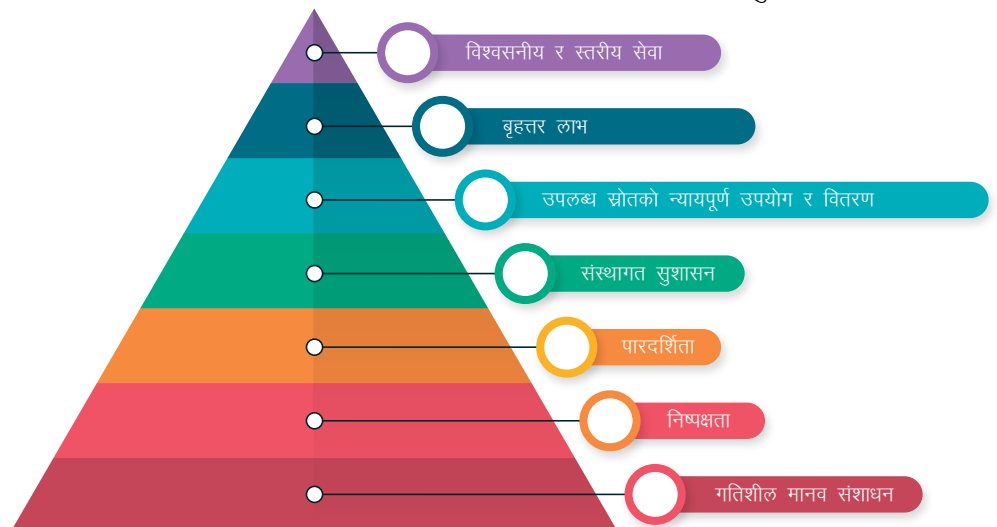 विश्वसनीय र स्तरीय सेवा
बृहत्तर लाभ
उपलब्ध स्रोतको न्यायपूर्ण उपयोग र वितरण
संस्थागत सुशासन
पारदर्शिता
निष्पक्षता
गतिशील मानव संशाधन